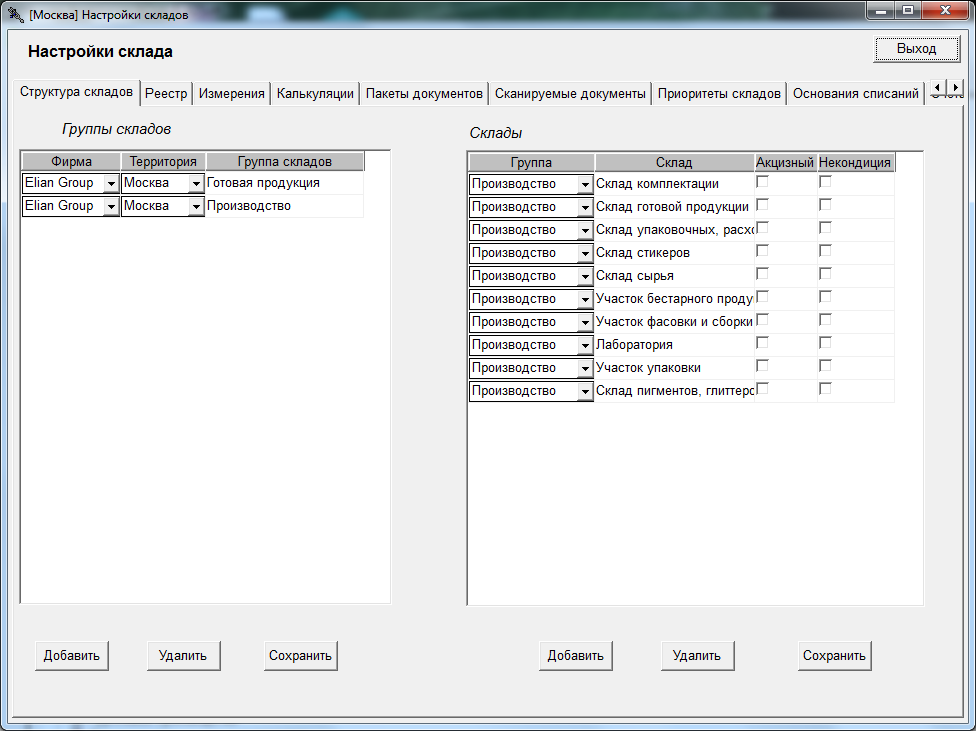 [Москва] Настройки складов
Настройки склада
Выход
Структура складов Реестр Измерения Калькуляции Пакеты документов Сканируемые документы Приоритеты складов Основания списаний
Группы складов
Склады
Фирма Территория Группа складов
Elian Group Москва Готовая продукция
Elian Group Москва Производство
Группа Склад Акцизный Некондиция
Производство Склад комплектации
Производство Склад готовой продукции
Производство Склад упаковочных, расхо
Производство Склад стикеров
Производство Склад сырья
Производство Участок бестарного проду
Производство Участок фасовки и сборки
Производство Лаборатория
Производство Участок упаковки
Производство Склад пигментов, глиттеро
Добавить Удалить Сохранить Добавить Удалить Сохранить